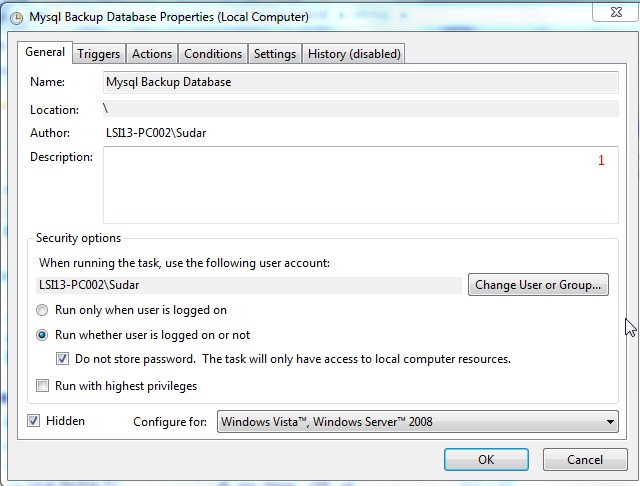 Mysql Backup Database Properties (Local Computer)
General Triggers Actions Conditions Settings History (disabled)
Name: Mysql Backup Database
Location: \
Author: LSI13-PC002\Sudar
Description: 1
Security options
When running the task, use the following user account:
LSI13-PC002\Sudar Change User or Group...
Run only when user is logged on
Run whether user is logged on or not
Do not store password. The task will only have access to local computer resources.
Run with highest privileges
Hidden Configure for: Windows Vista™, Windows Server™ 2008
OK Cancel